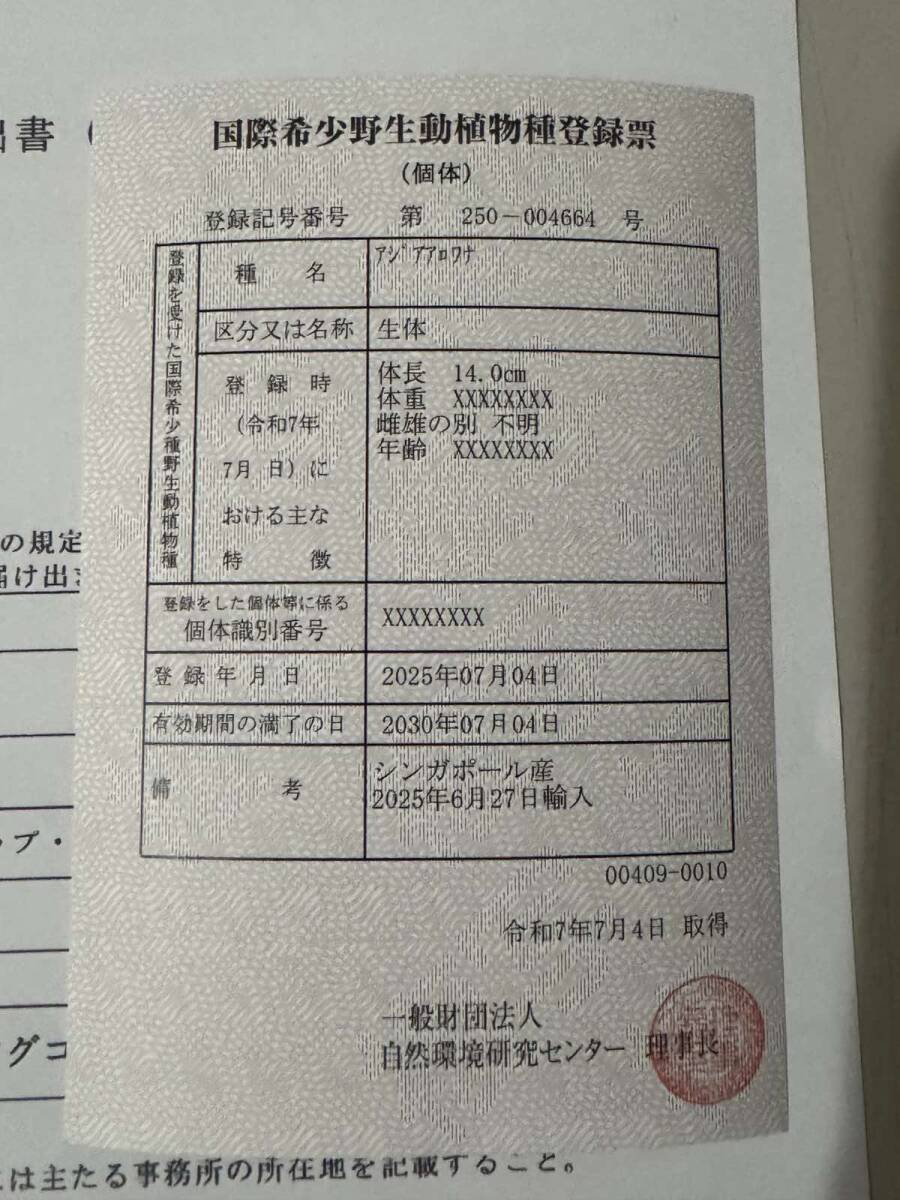 出書（
国際希少野生動植物種登録票
（個体）
登録記号番号　第　250－004664　号
登録を受けた国際希少種野生動植物種
種　名
ｱｼﾞｱｱﾛﾜﾅ
区分又は名称
生体
登録時
(令和7年
7月　日) に
おける主な
特　徴
体長　14.0cm
体重　XXXXXXXX
雌雄の別 不明
年齢　XXXXXXXX
登録をした個体等に係る
個体識別番号
XXXXXXXX
登録年月日
2025年07月04日
有効期間の満了の日
2030年07月04日
備　考
シンガポール産
2025年6月27日輸入
00409-0010
令和7年7月4日 取得
一般財団法人
自然環境研究センター　理事長
の規定
届け出
ップ・
グコ
は主たる事務所の所在地を記載すること。